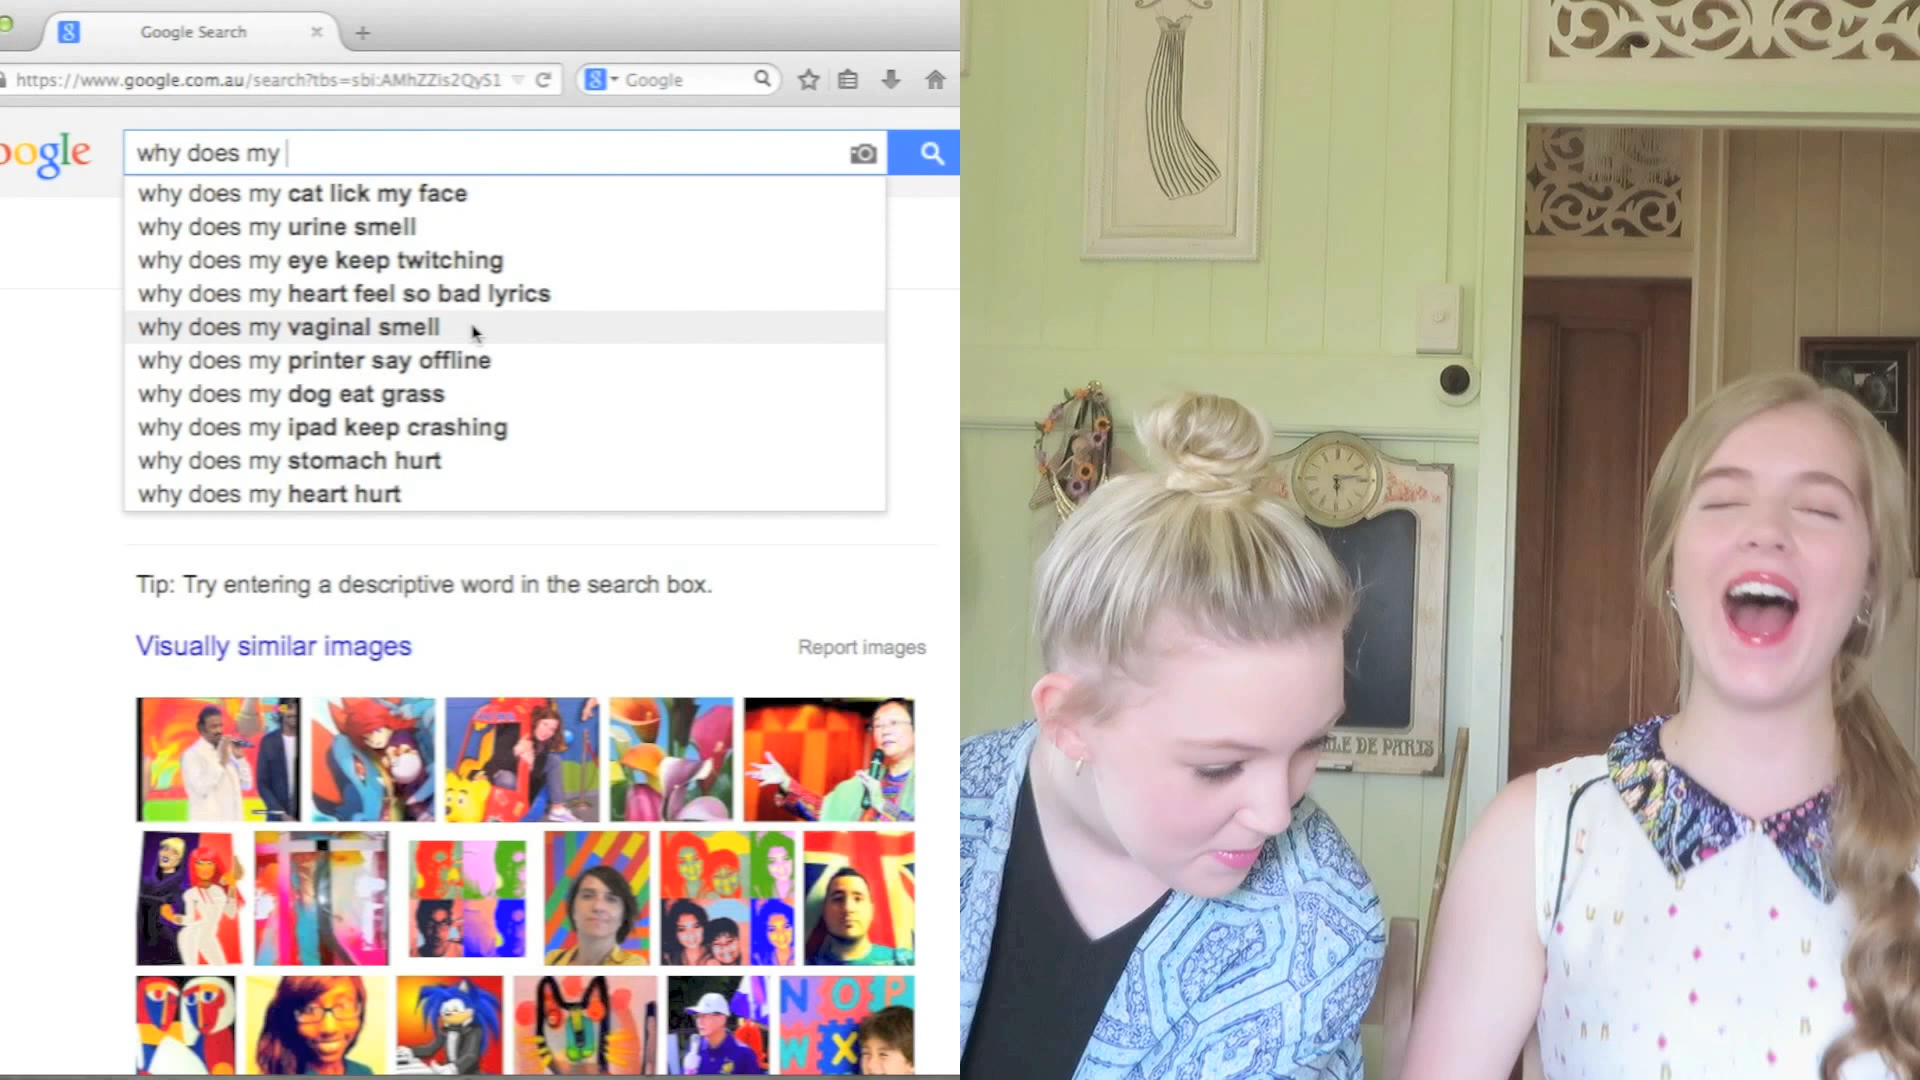 Google Search
https://www.google.com.au/search?tbs=sbi:AMhZZis2QyS1
Google
oogle
why does my
why does my cat lick my face
why does my urine smell
why does my eye keep twitching
why does my heart feel so bad lyrics
why does my vaginal smell
why does my printer say offline
why does my dog eat grass
why does my ipad keep crashing
why does my stomach hurt
why does my heart hurt
Tip: Try entering a descriptive word in the search box.
Visually similar images
Report images
N O P
W X
DE PARIS